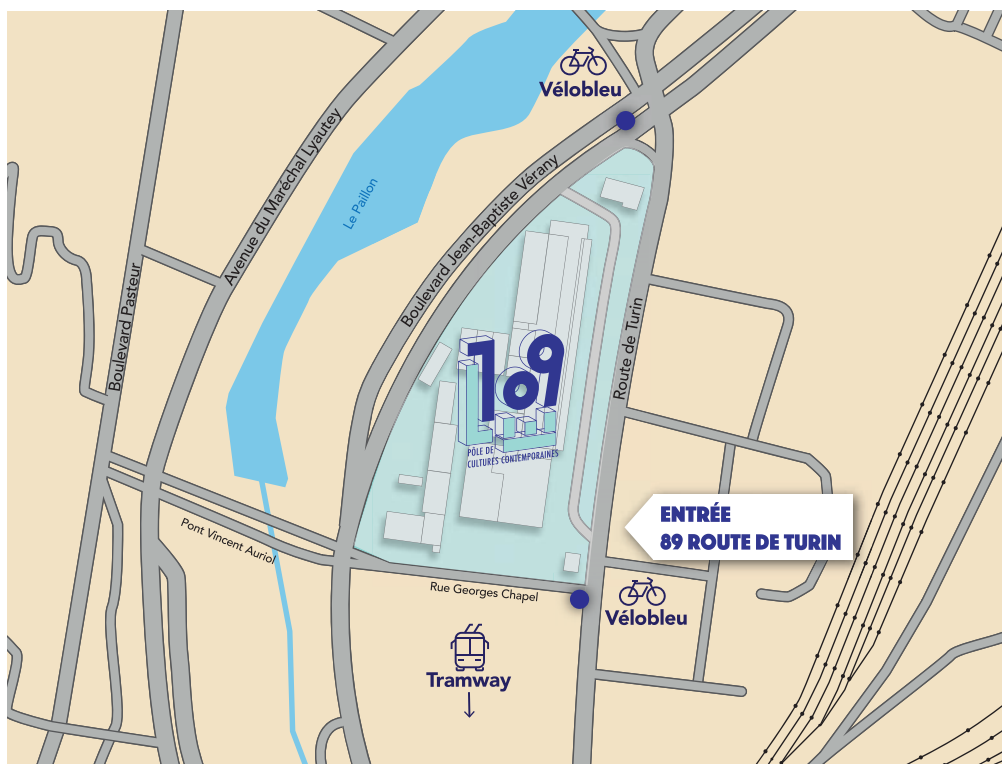 Vélobleu
Avenue du Maréchal Lyautey
Le Paillon
Boulevard Jean-Baptiste Vérany
Boulevard Pasteur
Route de Turin
109
PÔLE DE
CULTURES CONTEMPORAINES
ENTRÉE
89 ROUTE DE TURIN
Pont Vincent Auriol
Rue Georges Chapel
Vélobleu
Tramway